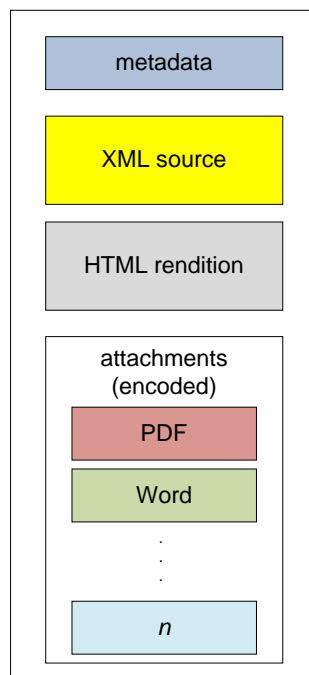 metadata
XML source
HTML rendition
attachments
(encoded)
PDF
Word
.
.
.
.
n